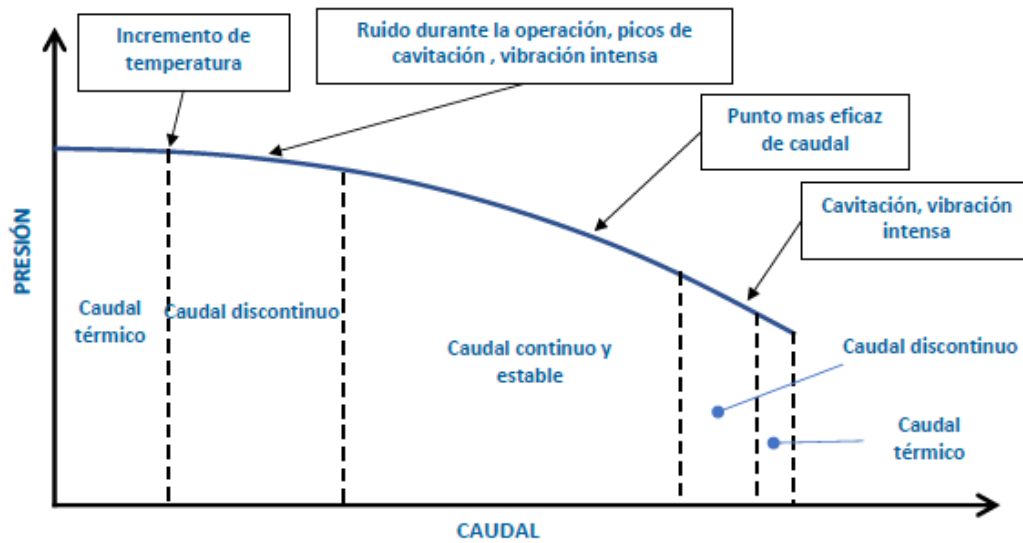 Incremento de
temperatura
Ruido durante la operación, picos de
cavitación , vibración intensa
Punto mas eficaz
de caudal
Cavitación, vibración
intensa
PRESIÓN
Caudal
térmico
Caudal discontinuo
Caudal continuo y
estable
Caudal discontinuo
Caudal
térmico
CAUDAL